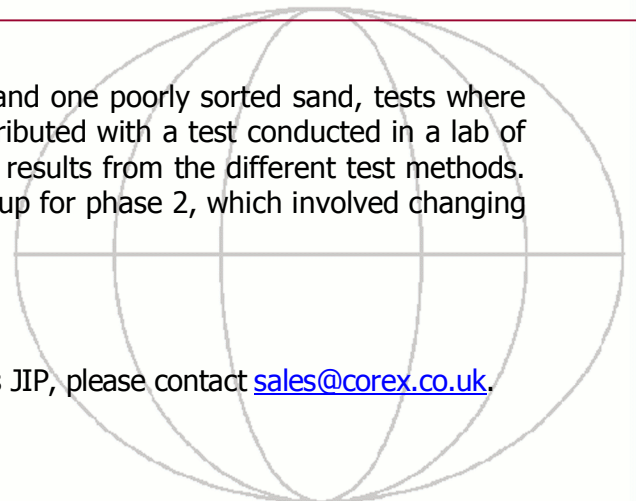 and one poorly sorted sand, tests where
ributed with a test conducted in a lab of
results from the different test methods.
up for phase 2, which involved changing
JIP, please contact sales@corex.co.uk.